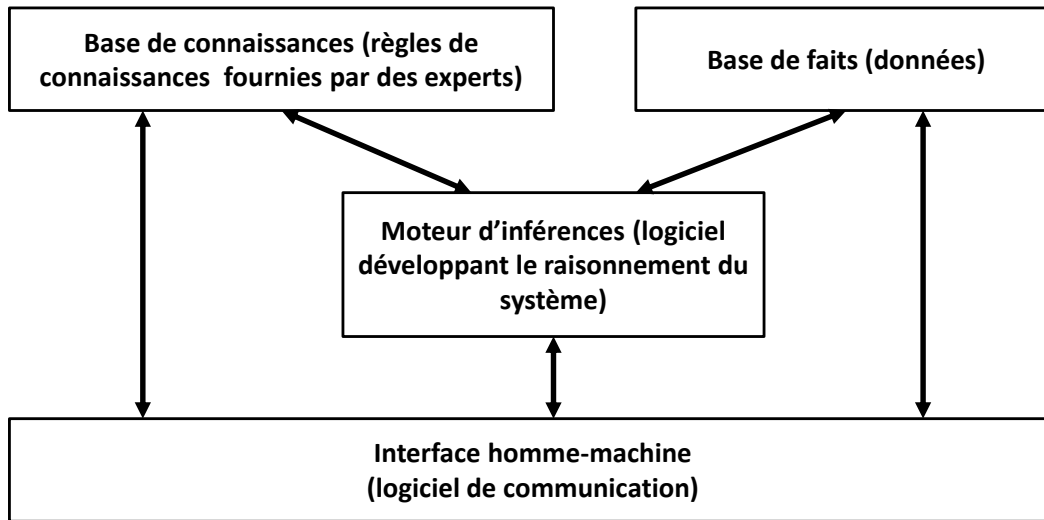 Base de connaissances (règles de
connaissances  fournies par des experts)
Base de faits (données)
Moteur d’inférences (logiciel
développant le raisonnement du
système)
Interface homme-machine
(logiciel de communication)